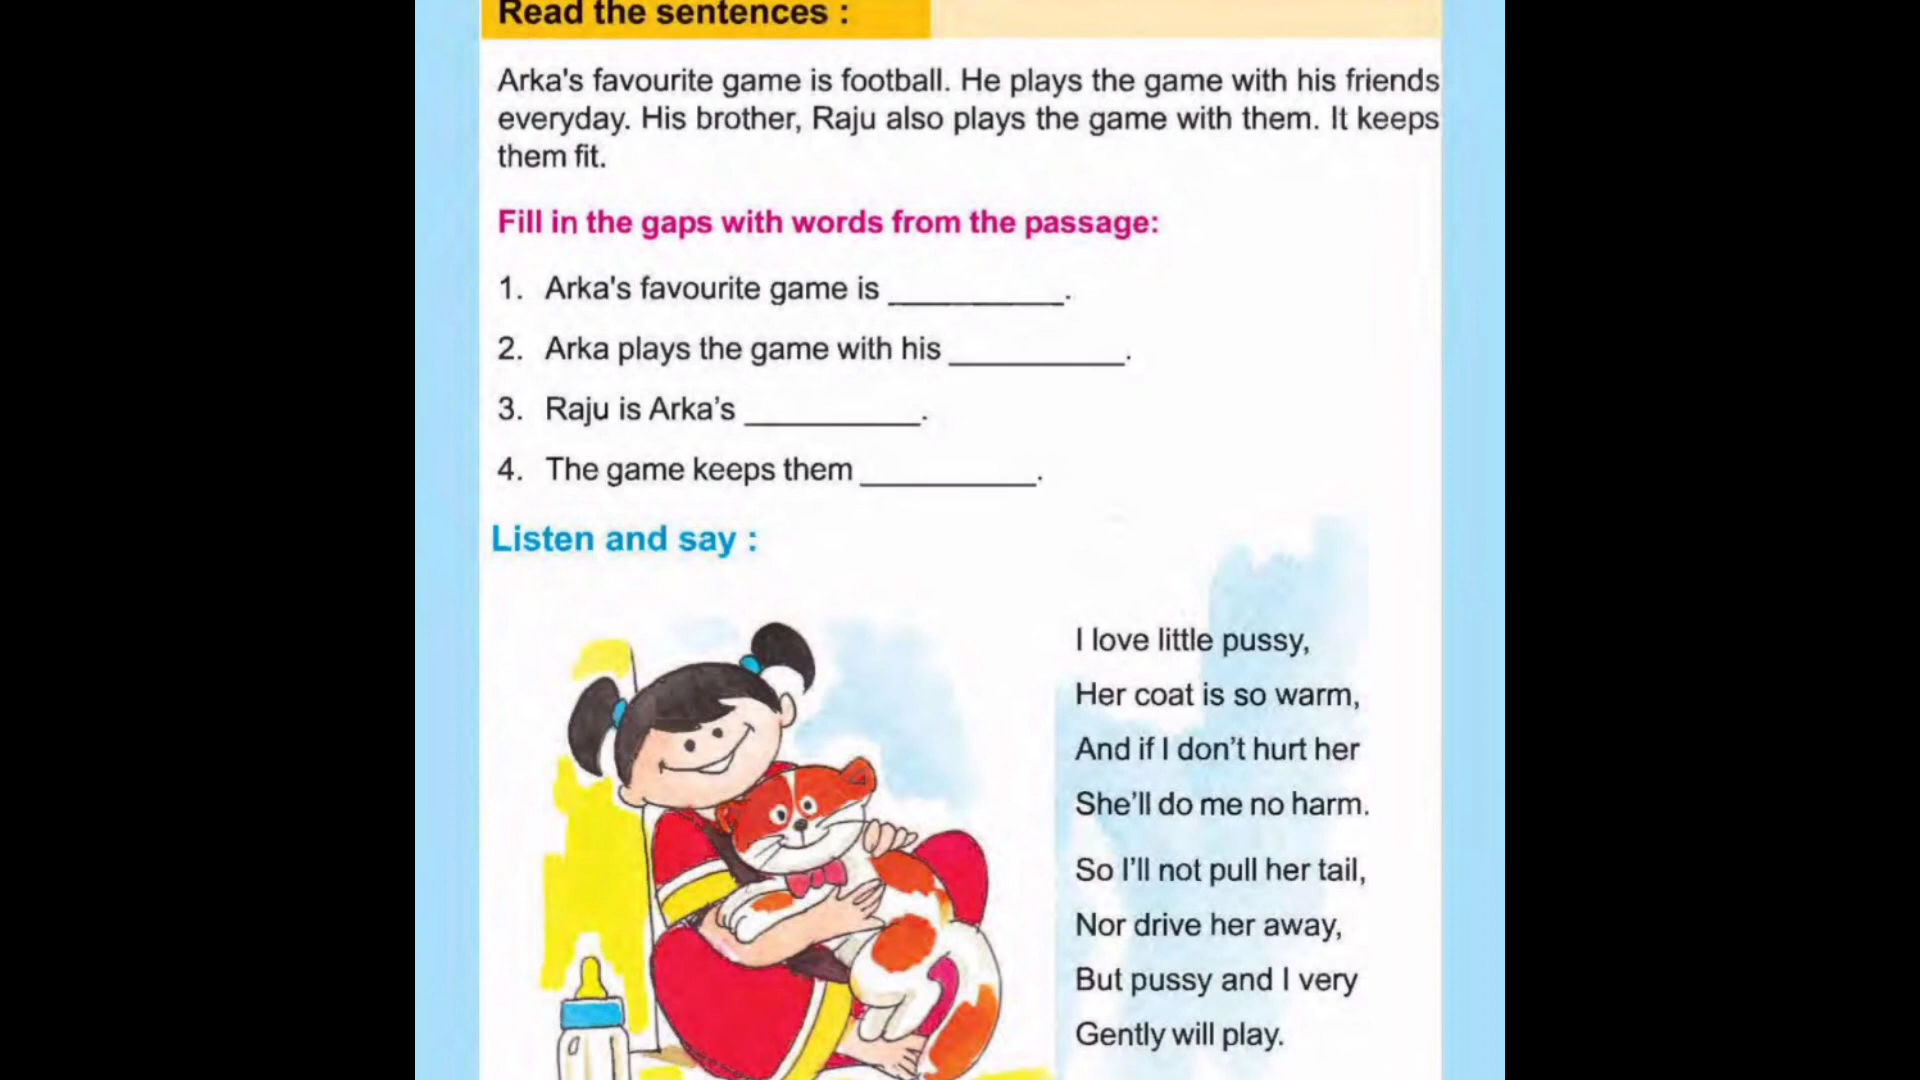 Read the sentences :
Arka's favourite game is football. He plays the game with his friends
everyday. His brother, Raju also plays the game with them. It keeps
them fit.
Fill in the gaps with words from the passage:
1. Arka's favourite game is __________.
2. Arka plays the game with his __________.
3. Raju is Arka’s __________.
4. The game keeps them __________.
Listen and say :
I love little pussy,
Her coat is so warm,
And if I don’t hurt her
She’ll do me no harm.
So I’ll not pull her tail,
Nor drive her away,
But pussy and I very
Gently will play.